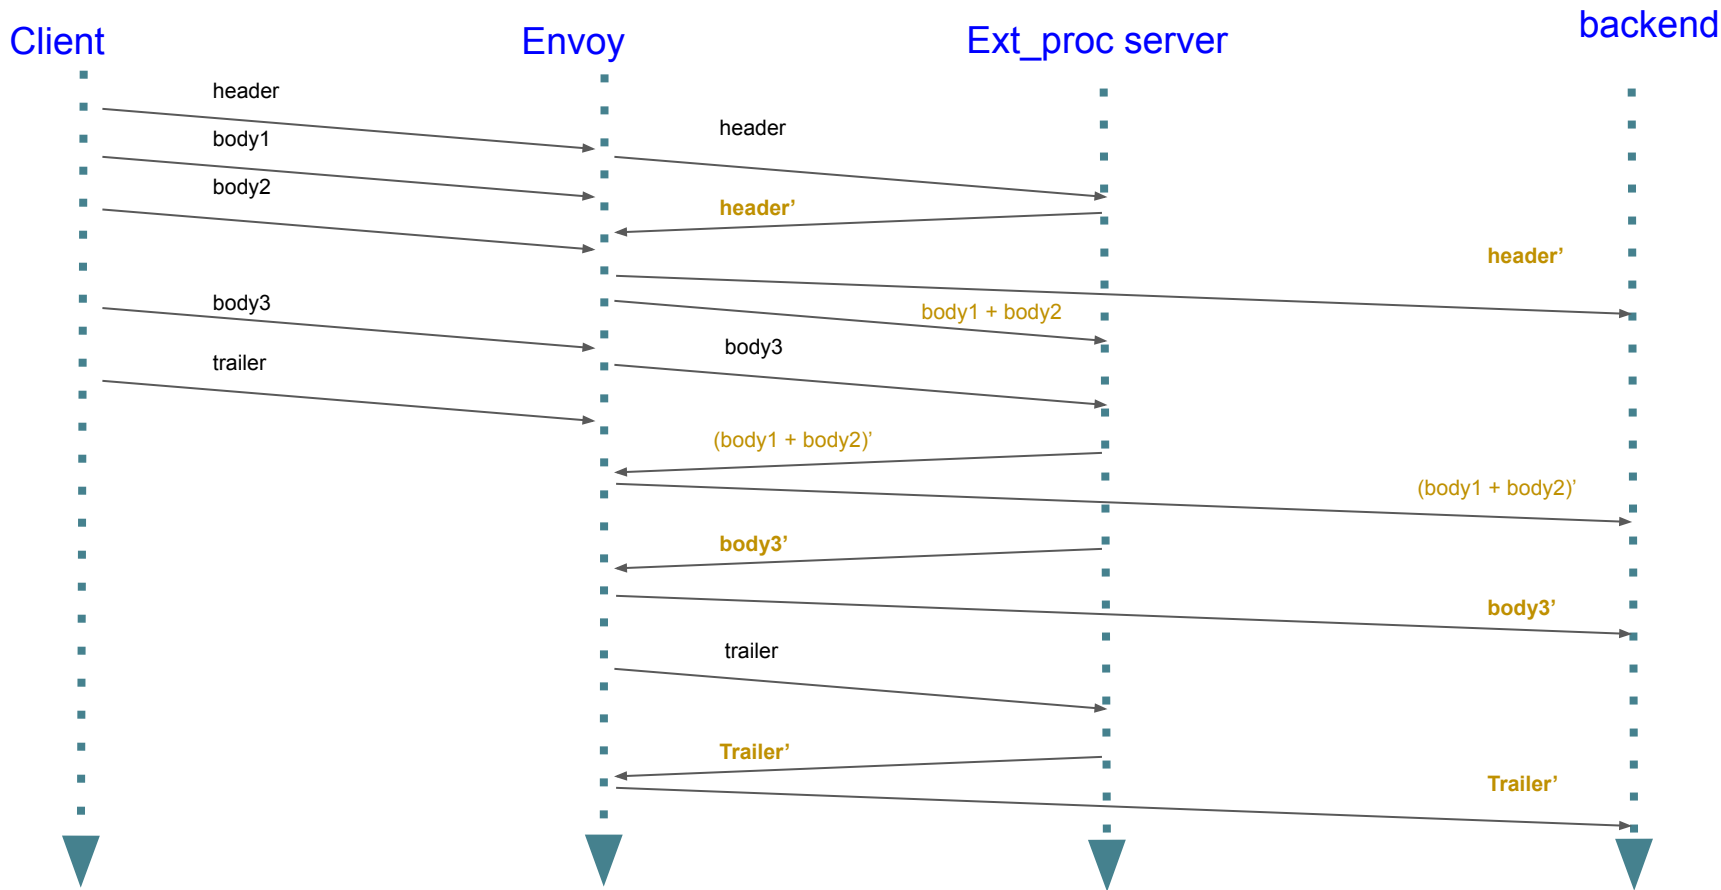 Client
Envoy
Ext_proc server
backend
header
body1
header
body2
header’
header’
body3
body1 + body2
body3
trailer
(body1 + body2)’
(body1 + body2)’
body3’
body3’
trailer
Trailer’
Trailer’